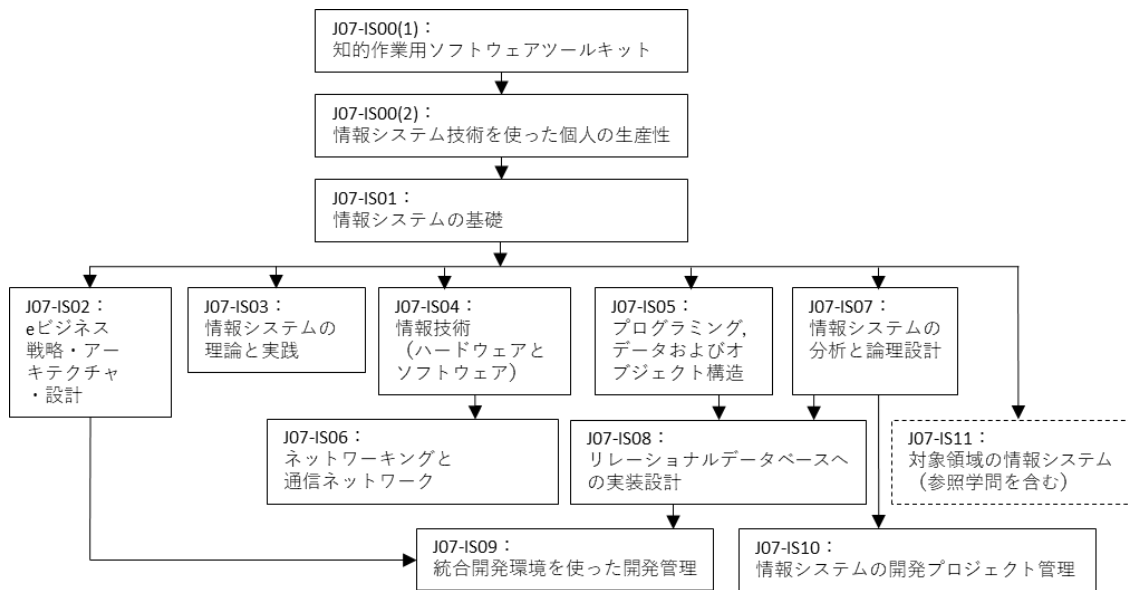 J07-IS00(1)：
知的作業用ソフトウェアツールキット
J07-IS00(2)：
情報システム技術を使った個人の生産性
J07-IS01：
情報システムの基礎
J07-IS02：
eビジネス
戦略・アー
キテクチャ
・設計
J07-IS03：
情報システムの
理論と実践
J07-IS04：
情報技術
（ハードウェアと
ソフトウェア）
J07-IS05：
プログラミング,
データおよびオ
ブジェクト構造
J07-IS07：
情報システムの
分析と論理設計
J07-IS06：
ネットワーキングと
通信ネットワーク
J07-IS08：
リレーショナルデータベースへ
の実装設計
J07-IS11：
対象領域の情報システム
（参照学問を含む）
J07-IS09：
統合開発環境を使った開発管理
J07-IS10：
情報システムの開発プロジェクト管理